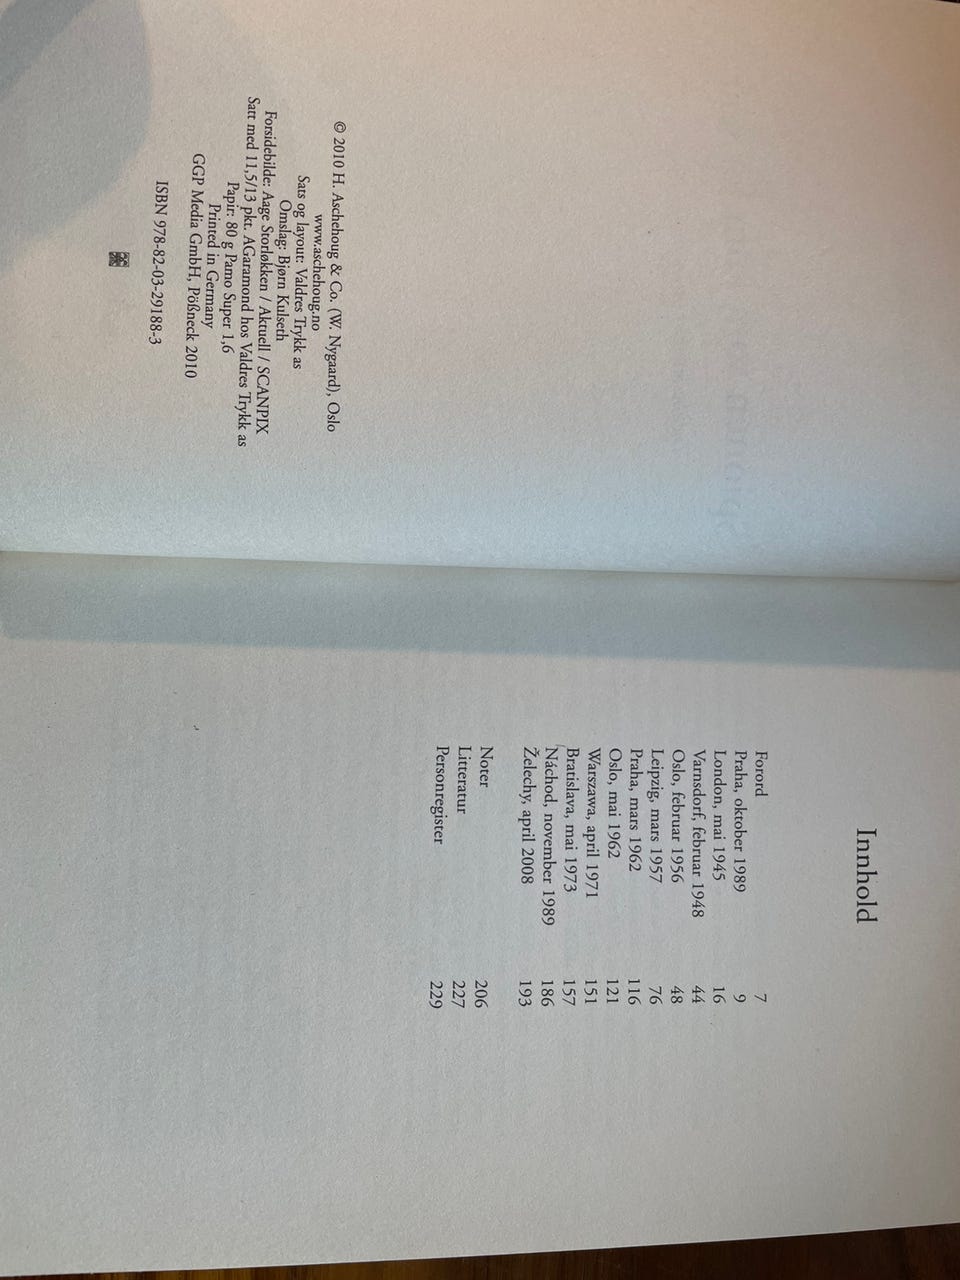 © 2010 H. Aschehoug & Co. (W. Nygaard), Oslo
www.aschehoug.no
Sats og layout: Valdres Trykk as
Omslag: Bjørn Kulseth
Forsidebilde: Aage Storløkken / Aktuell / SCANPIX
Satt med 11,5/13 pkt. AGaramond hos Valdres Trykk as
Papir: 80 g Pamo Super 1,6
Printed in Germany
GGP Media GmbH, Pößneck 2010
ISBN 978-82-03-29188-3
Innhold
Forord 7
Praha, oktober 1989 9
London, mai 1945 16
Varnsdorf, februar 1948 44
Oslo, februar 1956 48
Leipzig, mars 1957 76
Praha, mars 1962 116
Oslo, mai 1962 121
Warszawa, april 1971 151
Bratislava, mai 1973 157
Náchod, november 1989 186
Želechy, april 2008 193
Noter 206
Litteratur 227
Personregister 229